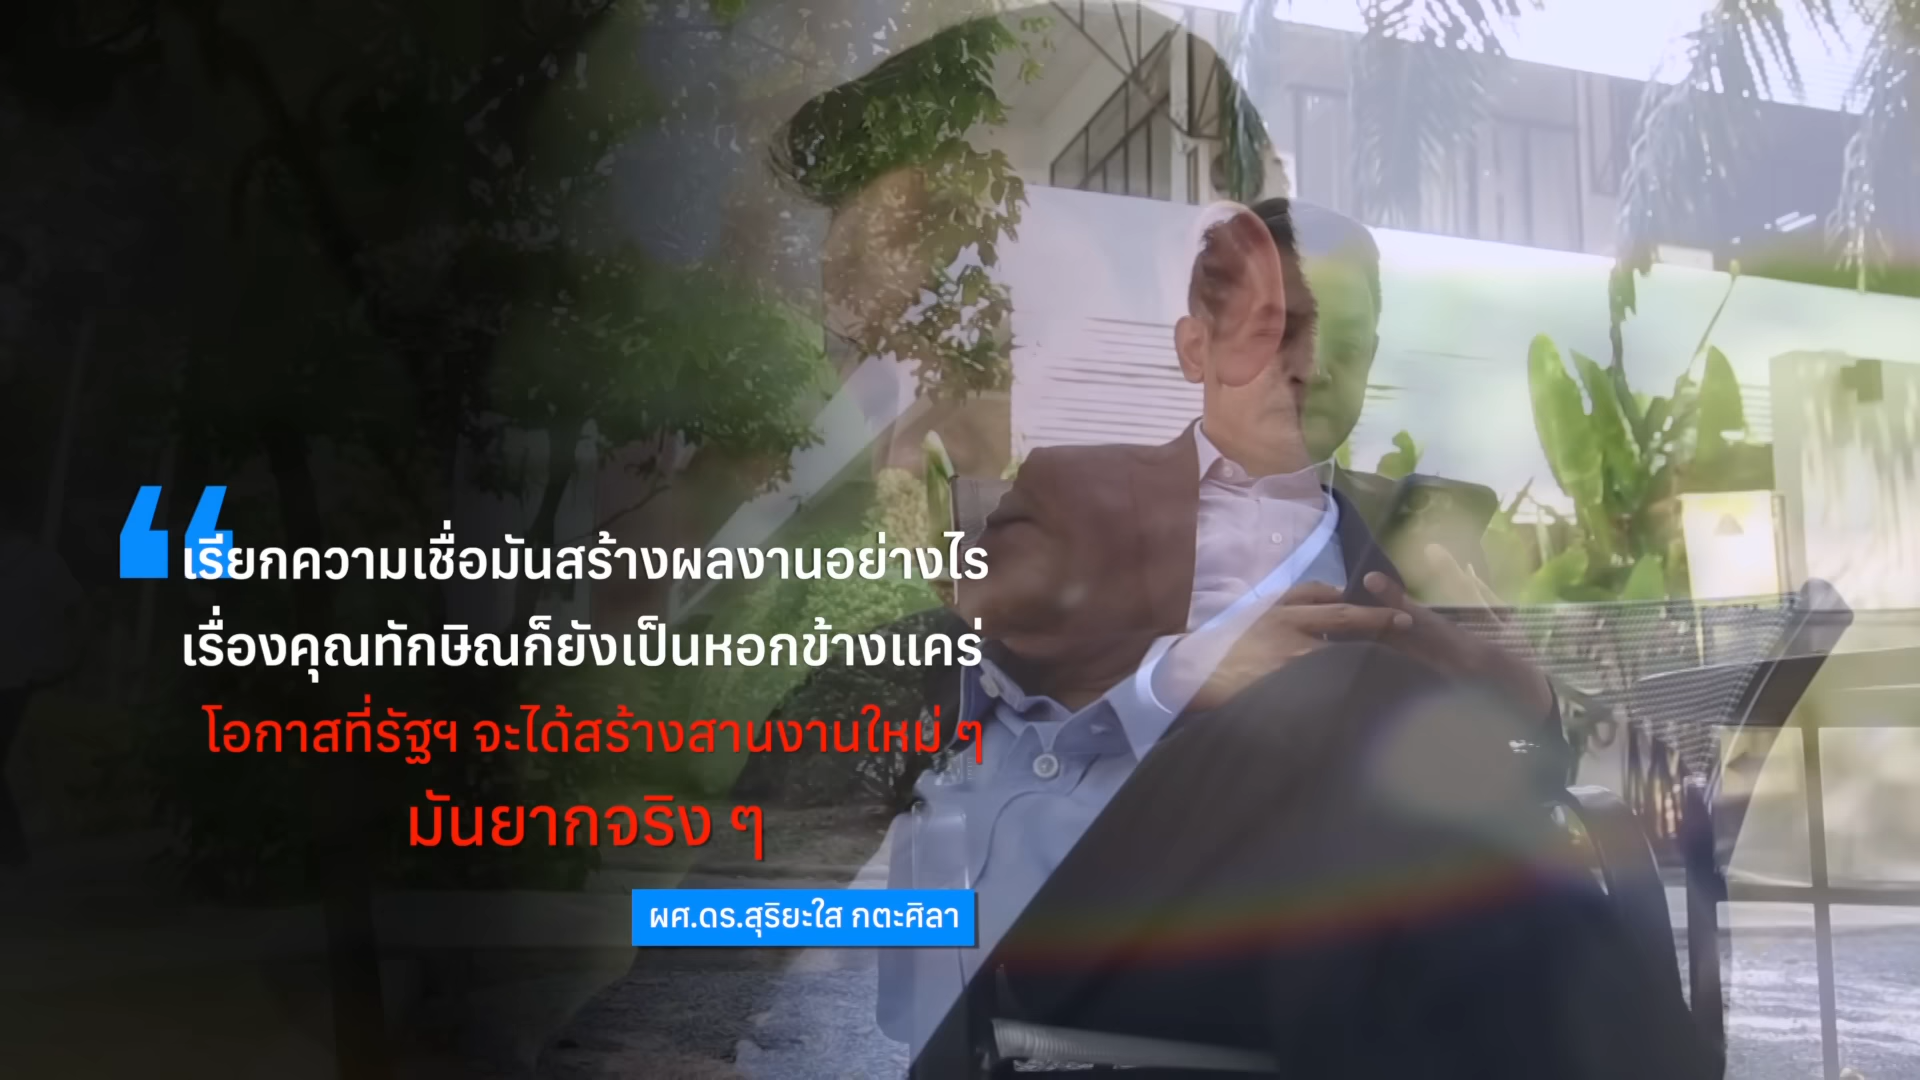 “เรียกความเชื่อมันสร้างผลงานอย่างไร
เรื่องคุณทักษิณก็ยังเป็นหอกข้างแคร่
โอกาสที่รัฐฯ จะได้สร้างสานงานใหม่ ๆ
มันยากจริง ๆ
ผศ.ดร.สุริยะใส กตะศิลา